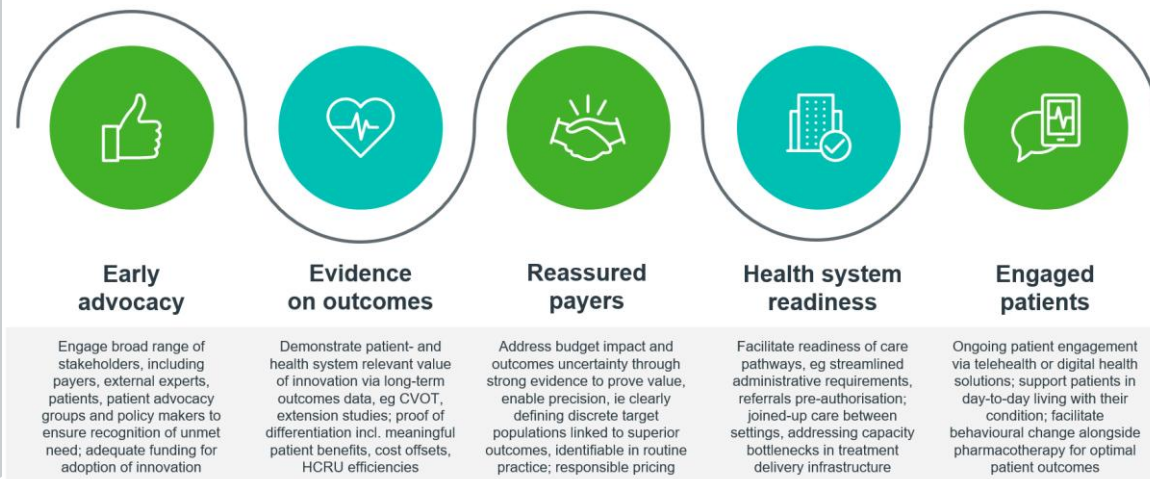 Early
advocacy
Engage broad range of
stakeholders, including
payers, external experts,
patients, patient advocacy
groups and policy makers to
ensure recognition of unmet
need; adequate funding for
adoption of innovation
Evidence
on outcomes
Demonstrate patient- and
health system relevant value
of innovation via long-term
outcomes data, eg CVOT,
extension studies; proof of
differentiation incl. meaningful
patient benefits, cost offsets,
HCRU efficiencies
Reassured
payers
Address budget impact and
outcomes uncertainty through
strong evidence to prove value,
enable precision, ie clearly
defining discrete target
populations linked to superior
outcomes, identifiable in routine
practice; responsible pricing
Health system
readiness
Facilitate readiness of care
pathways, eg streamlined
administrative requirements,
referrals pre-authorisation;
joined-up care between
settings, addressing capacity
bottlenecks in treatment
delivery infrastructure
Engaged
patients
Ongoing patient engagement
via telehealth or digital health
solutions; support patients in
day-to-day living with their
condition; facilitate
behavioural change alongside
pharmacotherapy for optimal
patient outcomes